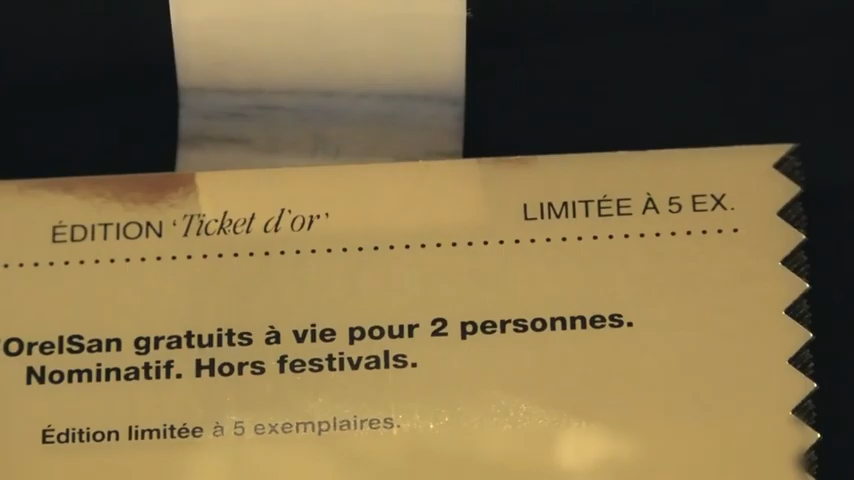 ÉDITION ‘Ticket d'or’
LIMITÉE À 5 EX.
'OrelSan gratuits à vie pour 2 personnes.
Nominatif. Hors festivals.
Édition limitée à 5 exemplaires.